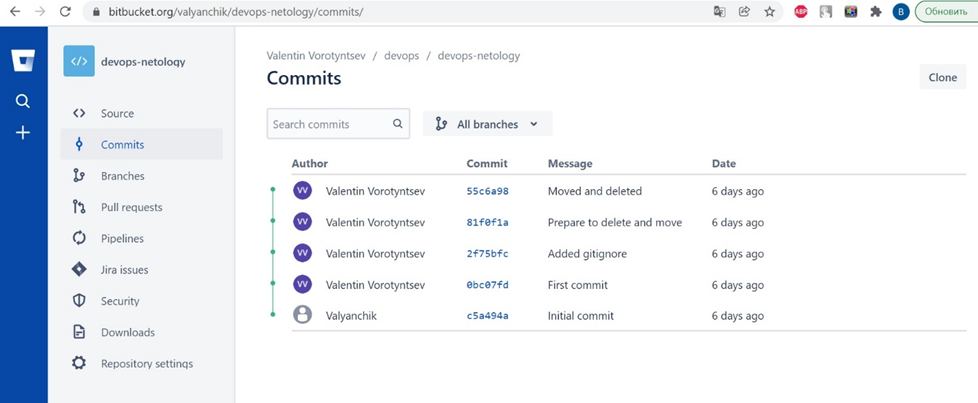 bitbucket.org/valyanchik/devops-netology/commits/
ABP
В
Обновить
</>
devops-netology
Source
Commits
Branches
Pull requests
Pipelines
Jira issues
Security
Downloads
Repository settings
Valentin Vorotyntsev / devops / devops-netology
Commits
Clone
Search commits
All branches
Author Commit Message Date
VV Valentin Vorotyntsev 55c6a98 Moved and deleted 6 days ago
VV Valentin Vorotyntsev 81f0f1a Prepare to delete and move 6 days ago
VV Valentin Vorotyntsev 2f75bfc Added gitignore 6 days ago
VV Valentin Vorotyntsev 0bc07fd First commit 6 days ago
Valyanchik c5a494a Initial commit 6 days ago